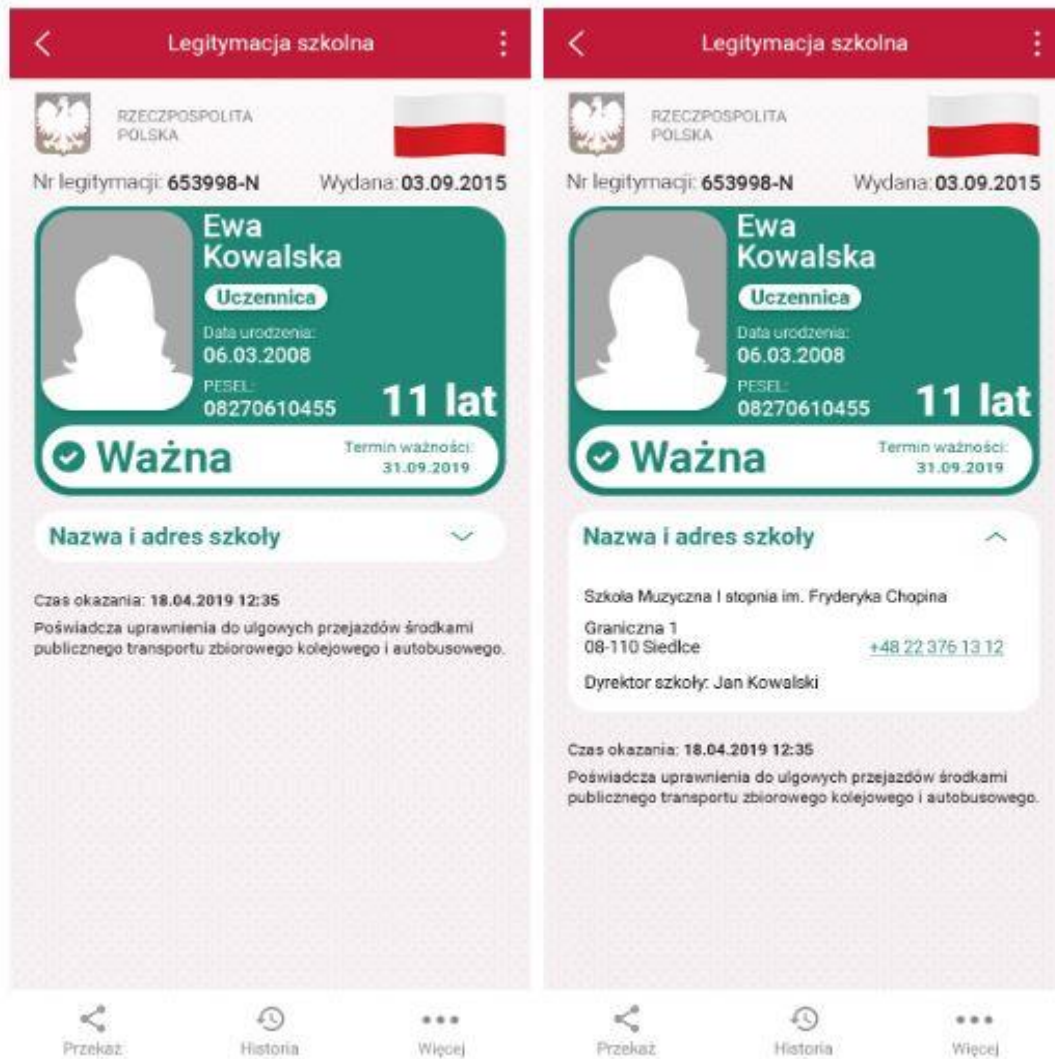 Legitymacja szkolna
RZECZPOSPOLITA
POLSKA
Nr legitymacji: 653998-N Wydana: 03.09.2015
Ewa
Kowalska
Uczennica
Data urodzenia:
06.03.2008
PESEL:
08270610455
11 lat
Ważna
Termin ważności:
31.09.2019
Nazwa i adres szkoły
Czas okazania: 18.04.2019 12:35
Poświadcza uprawnienia do ulgowych przejazdów środkami
publicznego transportu zbiorowego kolejowego i autobusowego.
Przekaż Historia Więcej
Legitymacja szkolna
RZECZPOSPOLITA
POLSKA
Nr legitymacji: 653998-N Wydana: 03.09.2015
Ewa
Kowalska
Uczennica
Data urodzenia:
06.03.2008
PESEL:
08270610455
11 lat
Ważna
Termin ważności:
31.09.2019
Nazwa i adres szkoły
Szkoła Muzyczna I stopnia im. Fryderyka Chopina
Graniczna 1
08-110 Siedlce +48 22 376 13 12
Dyrektor szkoły: Jan Kowalski
Czas okazania: 18.04.2019 12:35
Poświadcza uprawnienia do ulgowych przejazdów środkami
publicznego transportu zbiorowego kolejowego i autobusowego.
Przekaż Historia Więcej